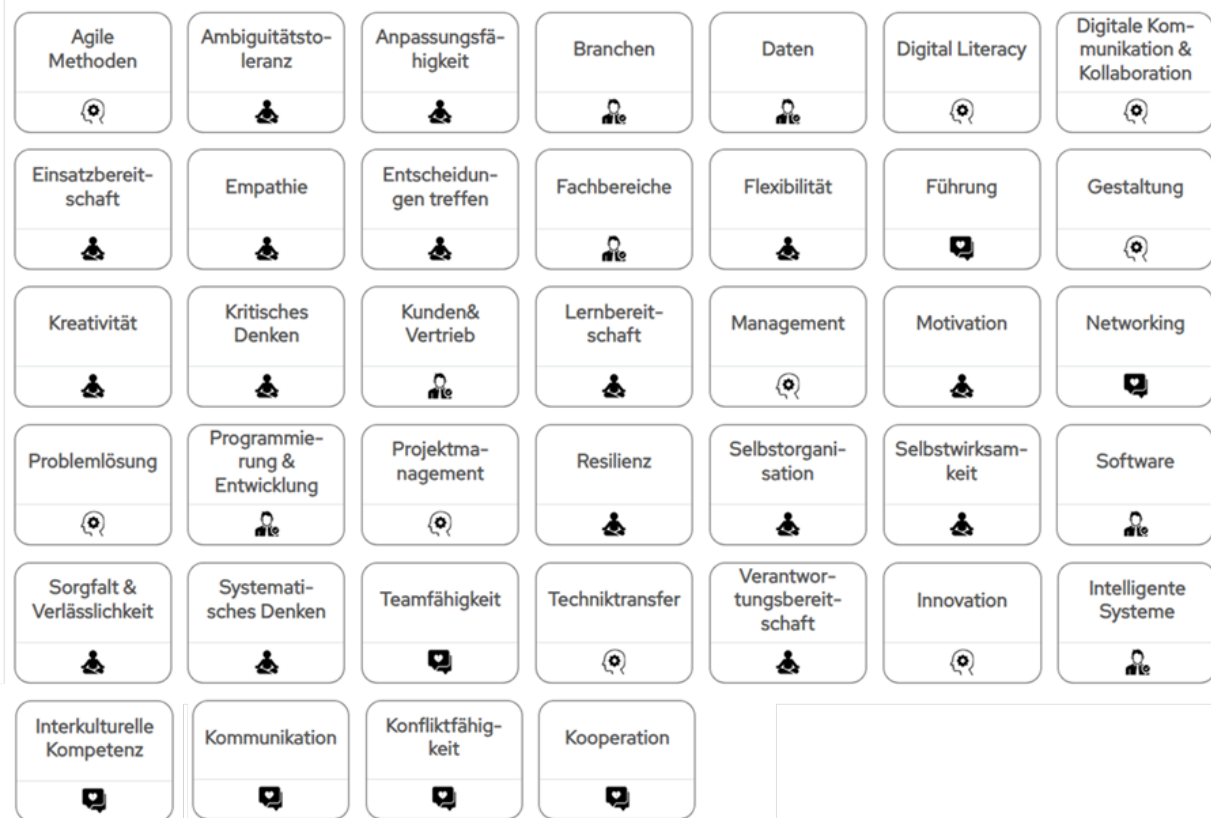 Agile
Methoden
Ambiguitätsto-
leranz
Anpassungsfä-
higkeit
Branchen
Daten
Digital Literacy
Digitale Kom-
munikation &
Kollaboration
Einsatzbereit-
schaft
Empathie
Entscheidun-
gen treffen
Fachbereiche
Flexibilität
Führung
Gestaltung
Kreativität
Kritisches
Denken
Kunden&
Vertrieb
Lernbereit-
schaft
Management
Motivation
Networking
Problemlösung
Programmie-
rung &
Entwicklung
Projektma-
nagement
Resilienz
Selbstorgani-
sation
Selbstwirksam-
keit
Software
Sorgfalt &
Verlässlichkeit
Systemati-
sches Denken
Teamfähigkeit
Techniktransfer
Verantwor-
tungsbereit-
schaft
Innovation
Intelligente
Systeme
Interkulturelle
Kompetenz
Kommunikation
Konfliktfähig-
keit
Kooperation